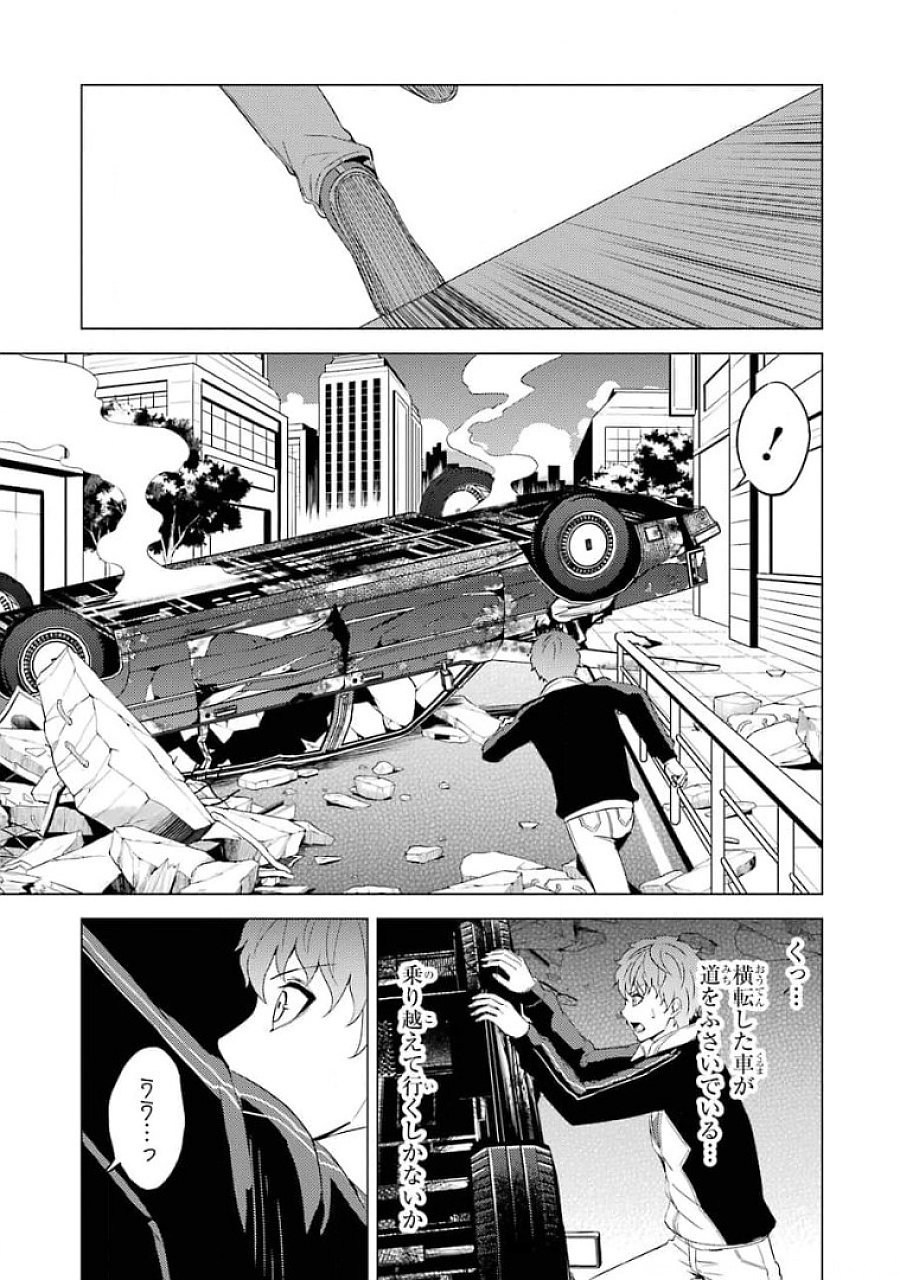 !
くっ…
横転した車が
道をふさいでいる…
乗り越えて行くしかないか
ウウ…っ